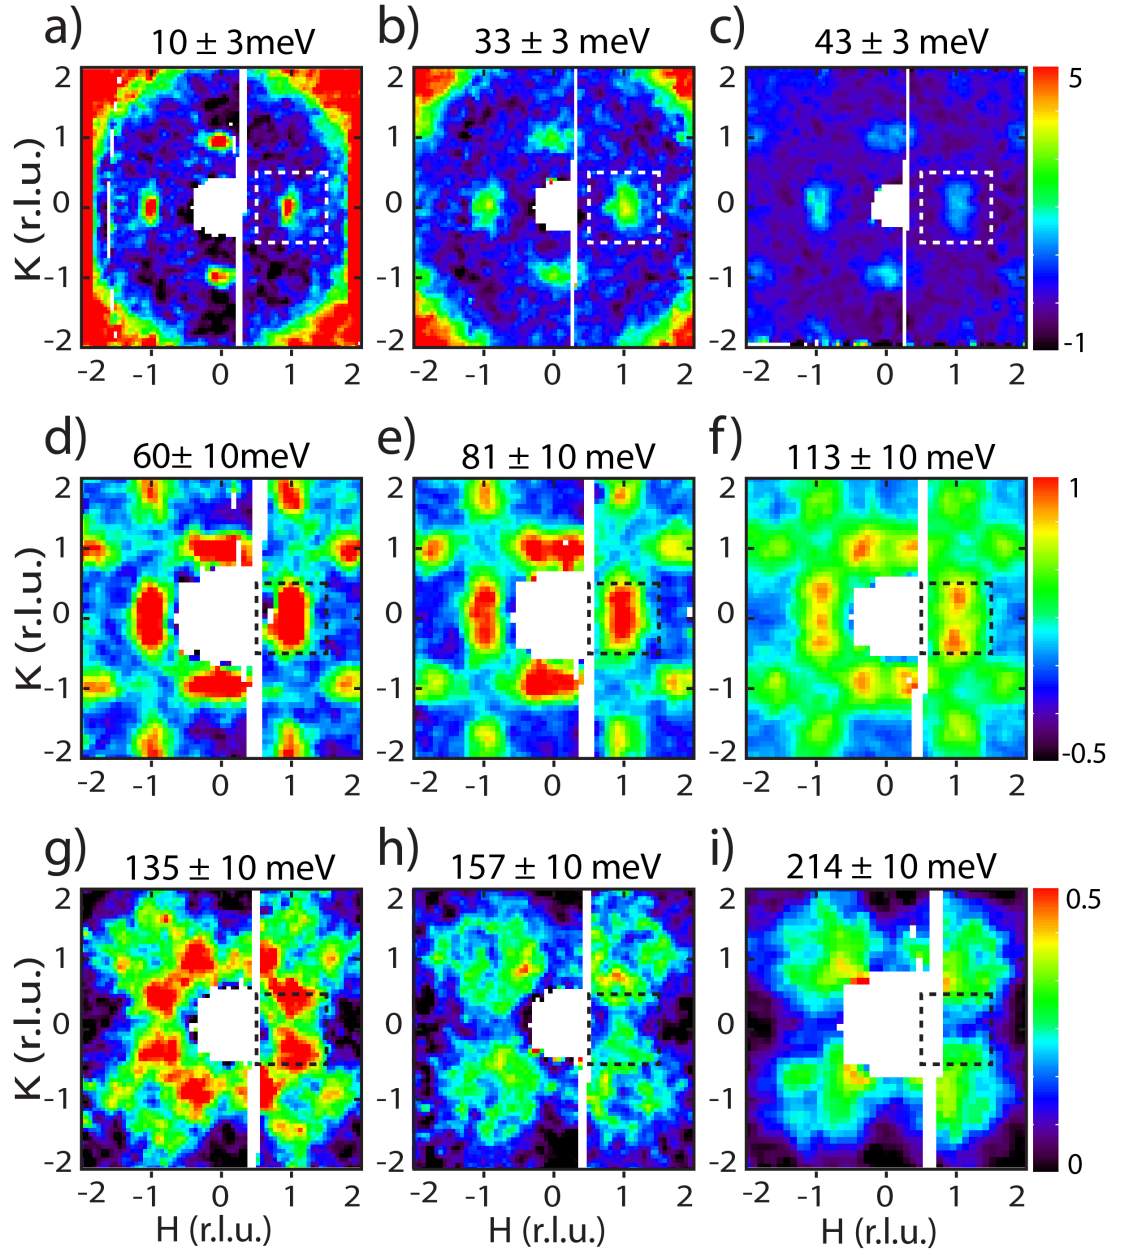 a) b) c)
10 ± 3meV 33 ± 3 meV 43 ± 3 meV
2 2 2 5
1 1 1
K (r.l.u.) 0 0 0
-1 -1 -1
-2 -2 -2 -1
-2 -1 0 1 2 -2 -1 0 1 2 -2 -1 0 1 2
d) e) f)
60± 10meV 81 ± 10 meV 113 ± 10 meV
2 2 2 1
1 1 1
K (r.l.u.) 0 0 0
-1 -1 -1
-2 -2 -2 -0.5
-2 -1 0 1 2 -2 -1 0 1 2 -2 -1 0 1 2
g) h) i)
135 ± 10 meV 157 ± 10 meV 214 ± 10 meV
2 2 2 0.5
1 1 1
K (r.l.u.) 0 0 0
-1 -1 -1
-2 -2 -2 0
-2 -1 0 1 2 -2 -1 0 1 2 -2 -1 0 1 2
H (r.l.u.) H (r.l.u.) H (r.l.u.)